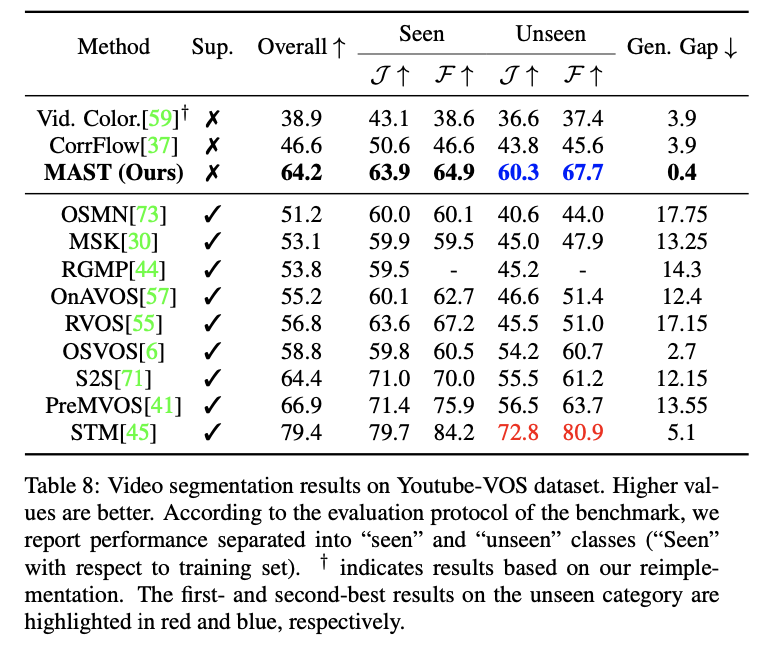 Method Sup. Overall ↑ Seen Unseen Gen. Gap ↓
𝒥 ↑ ℱ ↑ 𝒥 ↑ ℱ ↑
Vid. Color.[59]† ✗ 38.9 43.1 38.6 36.6 37.4 3.9
CorrFlow[37] ✗ 46.6 50.6 46.6 43.8 45.6 3.9
MAST (Ours) ✗ 64.2 63.9 64.9 60.3 67.7 0.4
OSMN[73] ✓ 51.2 60.0 60.1 40.6 44.0 17.75
MSK[30] ✓ 53.1 59.9 59.5 45.0 47.9 13.25
RGMP[44] ✓ 53.8 59.5 - 45.2 - 14.3
OnAVOS[57] ✓ 55.2 60.1 62.7 46.6 51.4 12.4
RVOS[55] ✓ 56.8 63.6 67.2 45.5 51.0 17.15
OSVOS[6] ✓ 58.8 59.8 60.5 54.2 60.7 2.7
S2S[71] ✓ 64.4 71.0 70.0 55.5 61.2 12.15
PreMVOS[41] ✓ 66.9 71.4 75.9 56.5 63.7 13.55
STM[45] ✓ 79.4 79.7 84.2 72.8 80.9 5.1
Table 8: Video segmentation results on Youtube-VOS dataset. Higher val-
ues are better. According to the evaluation protocol of the benchmark, we
report performance separated into “seen” and “unseen” classes (“Seen”
with respect to training set). † indicates results based on our reimple-
mentation. The first- and second-best results on the unseen category are
highlighted in red and blue, respectively.